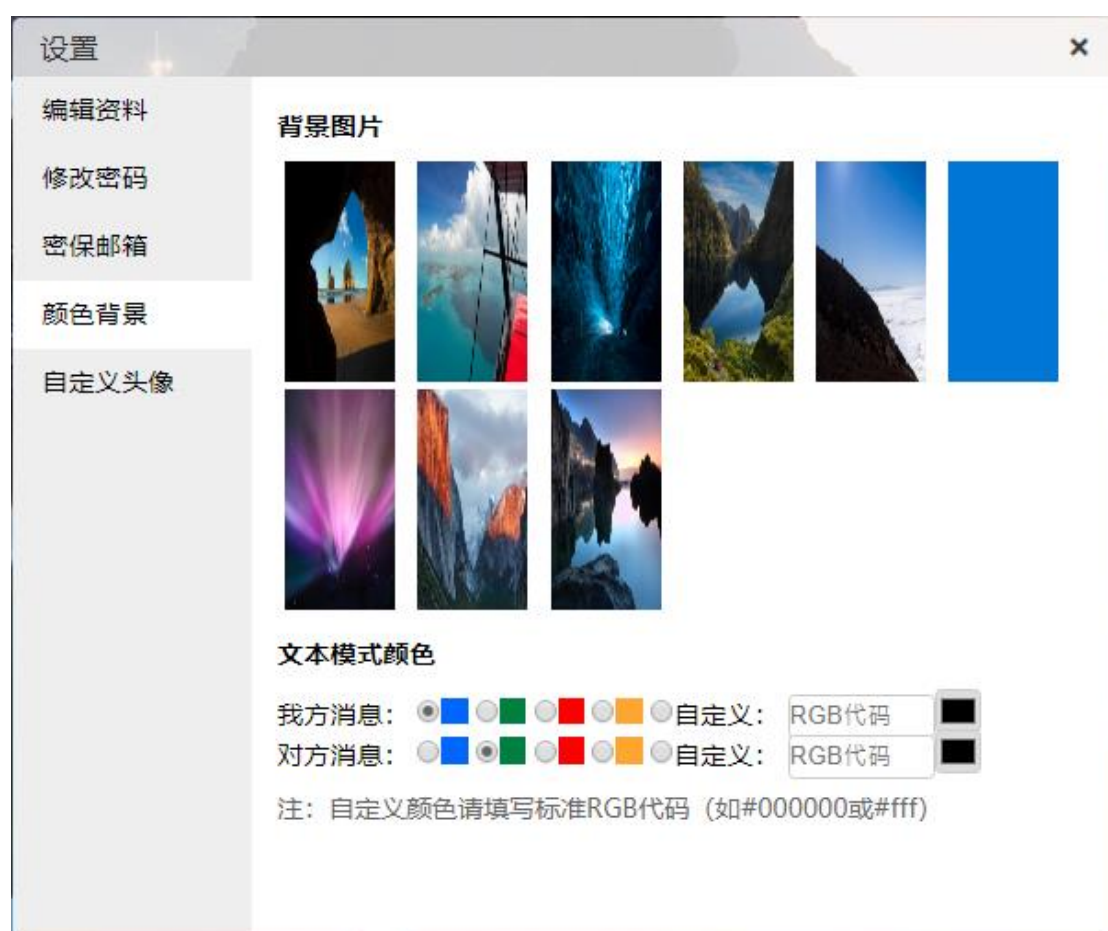 设置
×
编辑资料
修改密码
密保邮箱
颜色背景
自定义头像
背景图片
文本模式颜色
我方消息： 自定义： RGB代码
对方消息： 自定义： RGB代码
注：自定义颜色请填写标准RGB代码（如#000000或#fff）